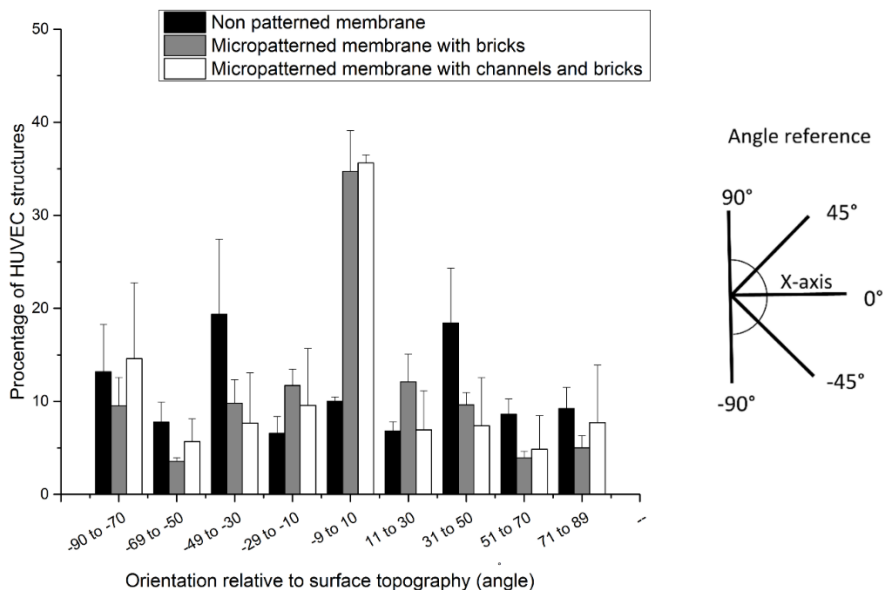 Non patterned membrane
Micropatterned membrane with bricks
Micropatterned membrane with channels and bricks
Procentage of HUVEC structures
50
40
30
20
10
0
-90 to -70
-69 to -50
-49 to -30
-29 to -10
-9 to 10
11 to 30
31 to 50
51 to 70
71 to 89
--
Orientation relative to surface topography (angle)
Angle reference
90°
45°
X-axis
0°
-45°
-90°